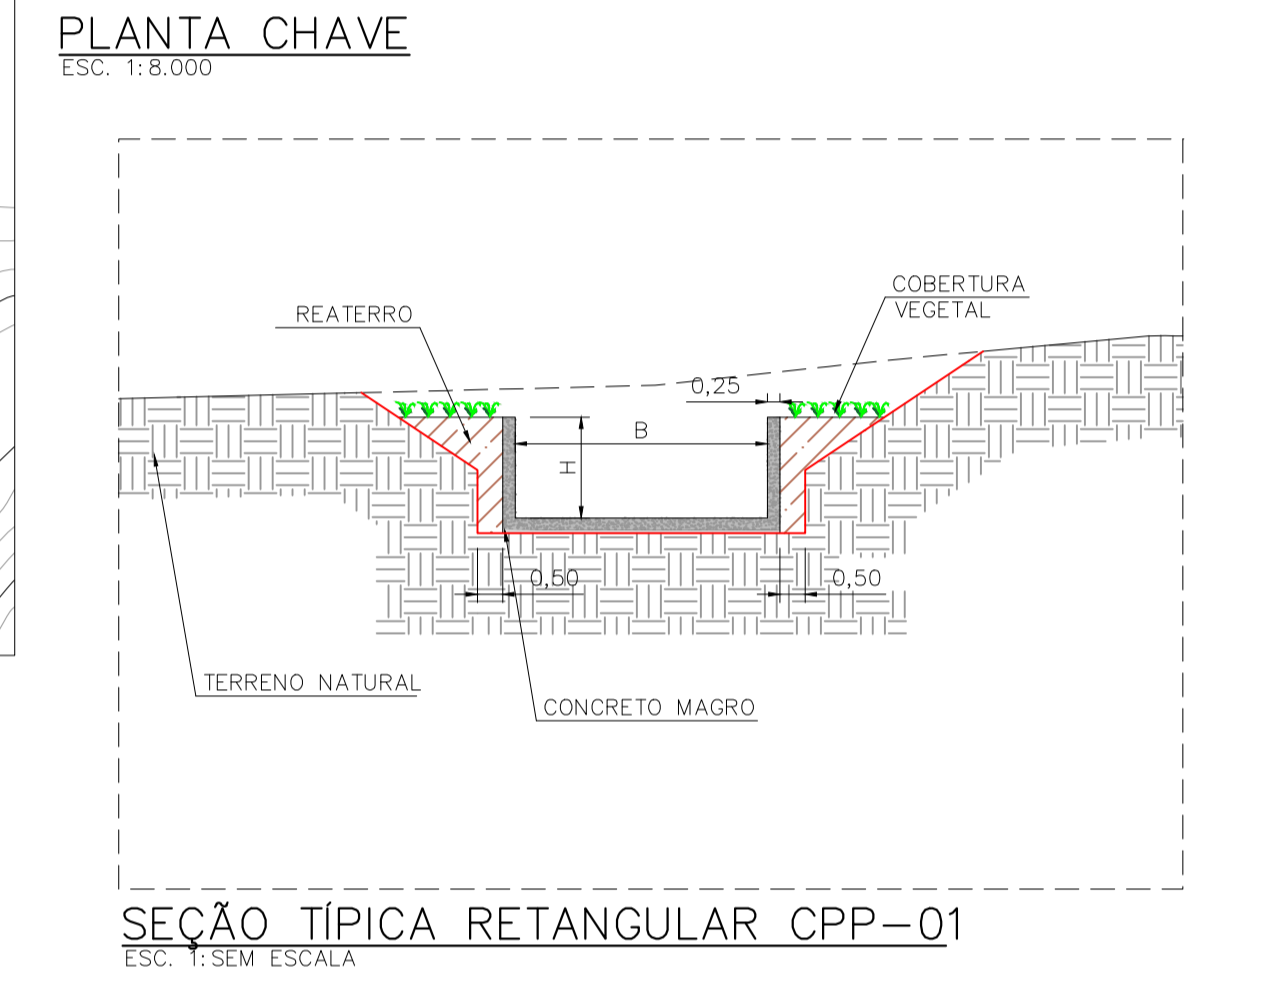 PLANTA CHAVE
ESC. 1:8.000
COBERTURA
VEGETAL
REATERRO
0,25
B
H
0,50
0,50
TERRENO NATURAL
CONCRETO MAGRO
SEÇÃO TÍPICA RETANGULAR CPP-01
ESC. 1:SEM ESCALA